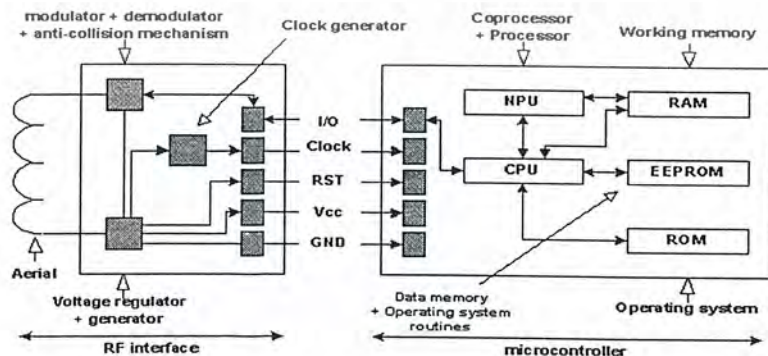 modulator + demodulator
+ anti-collision mechanism
Clock generator
Coprocessor
+ Processor
Working memory
I/O
Clock
RST
Vcc
GND
NPU
RAM
CPU
EEPROM
ROM
Aerial
Voltage regulator
+ generator
Data memory
+ Operating system
routines
Operating system
RF interface
microcontroller